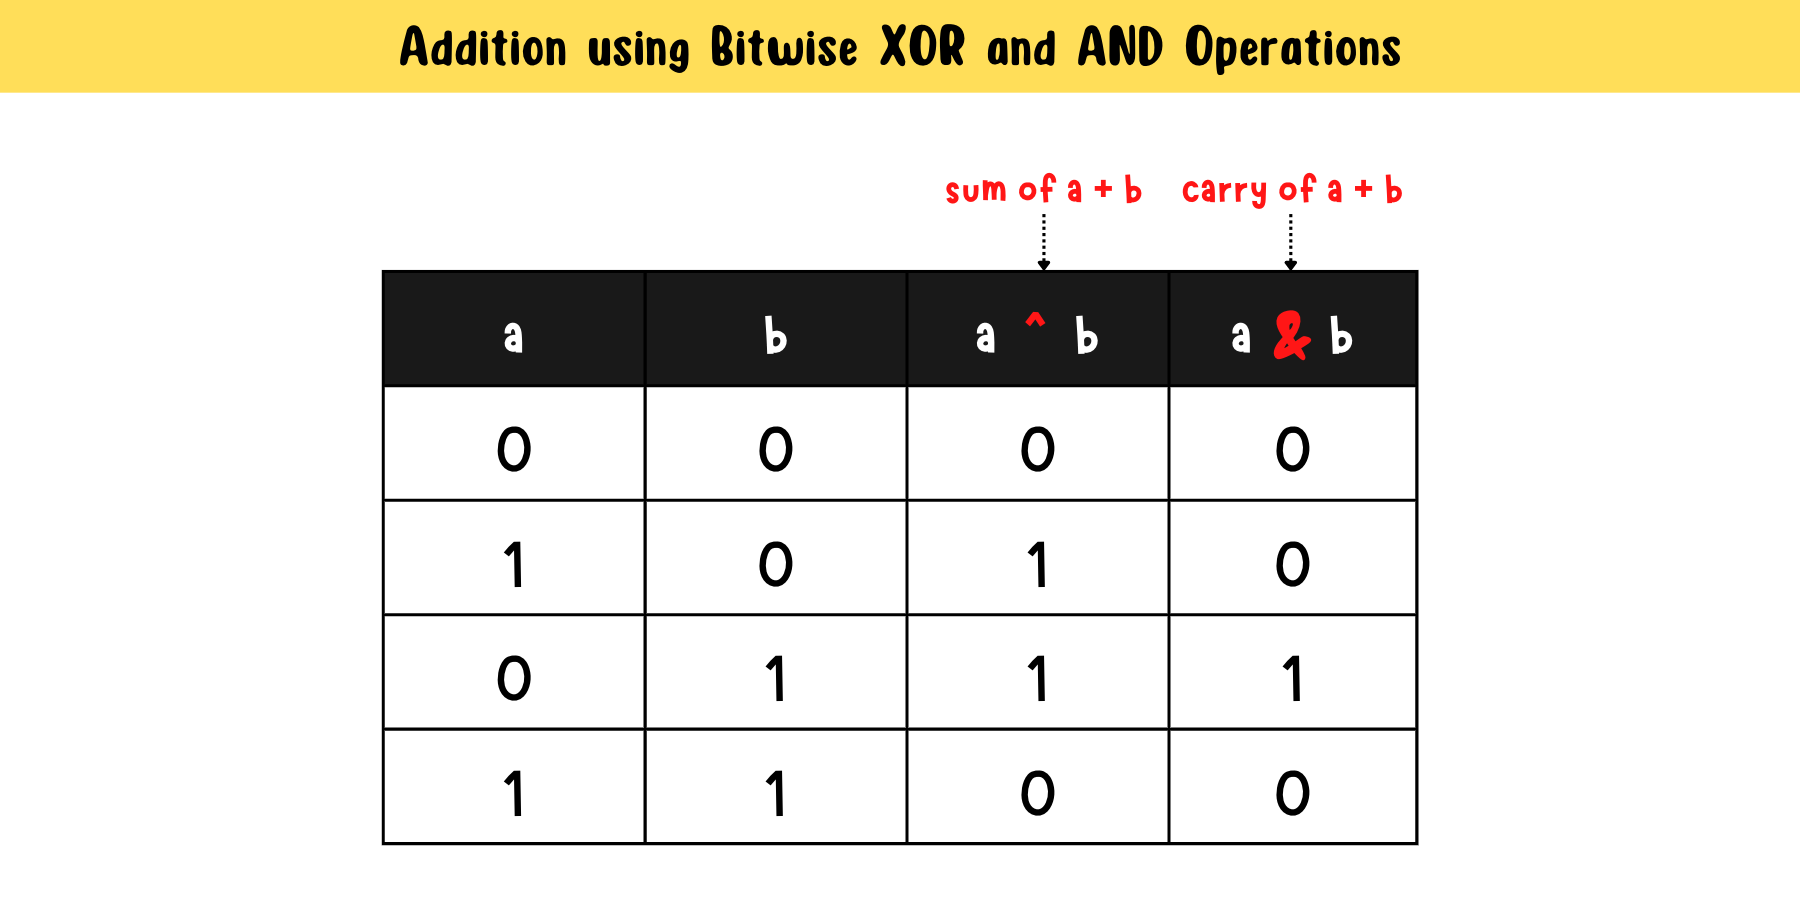 Addition using Bitwise XOR and AND Operations
sum of a + b carry of a + b
a b a ^ b a & b
0 0 0 0
1 0 1 0
0 1 1 1
1 1 0 0